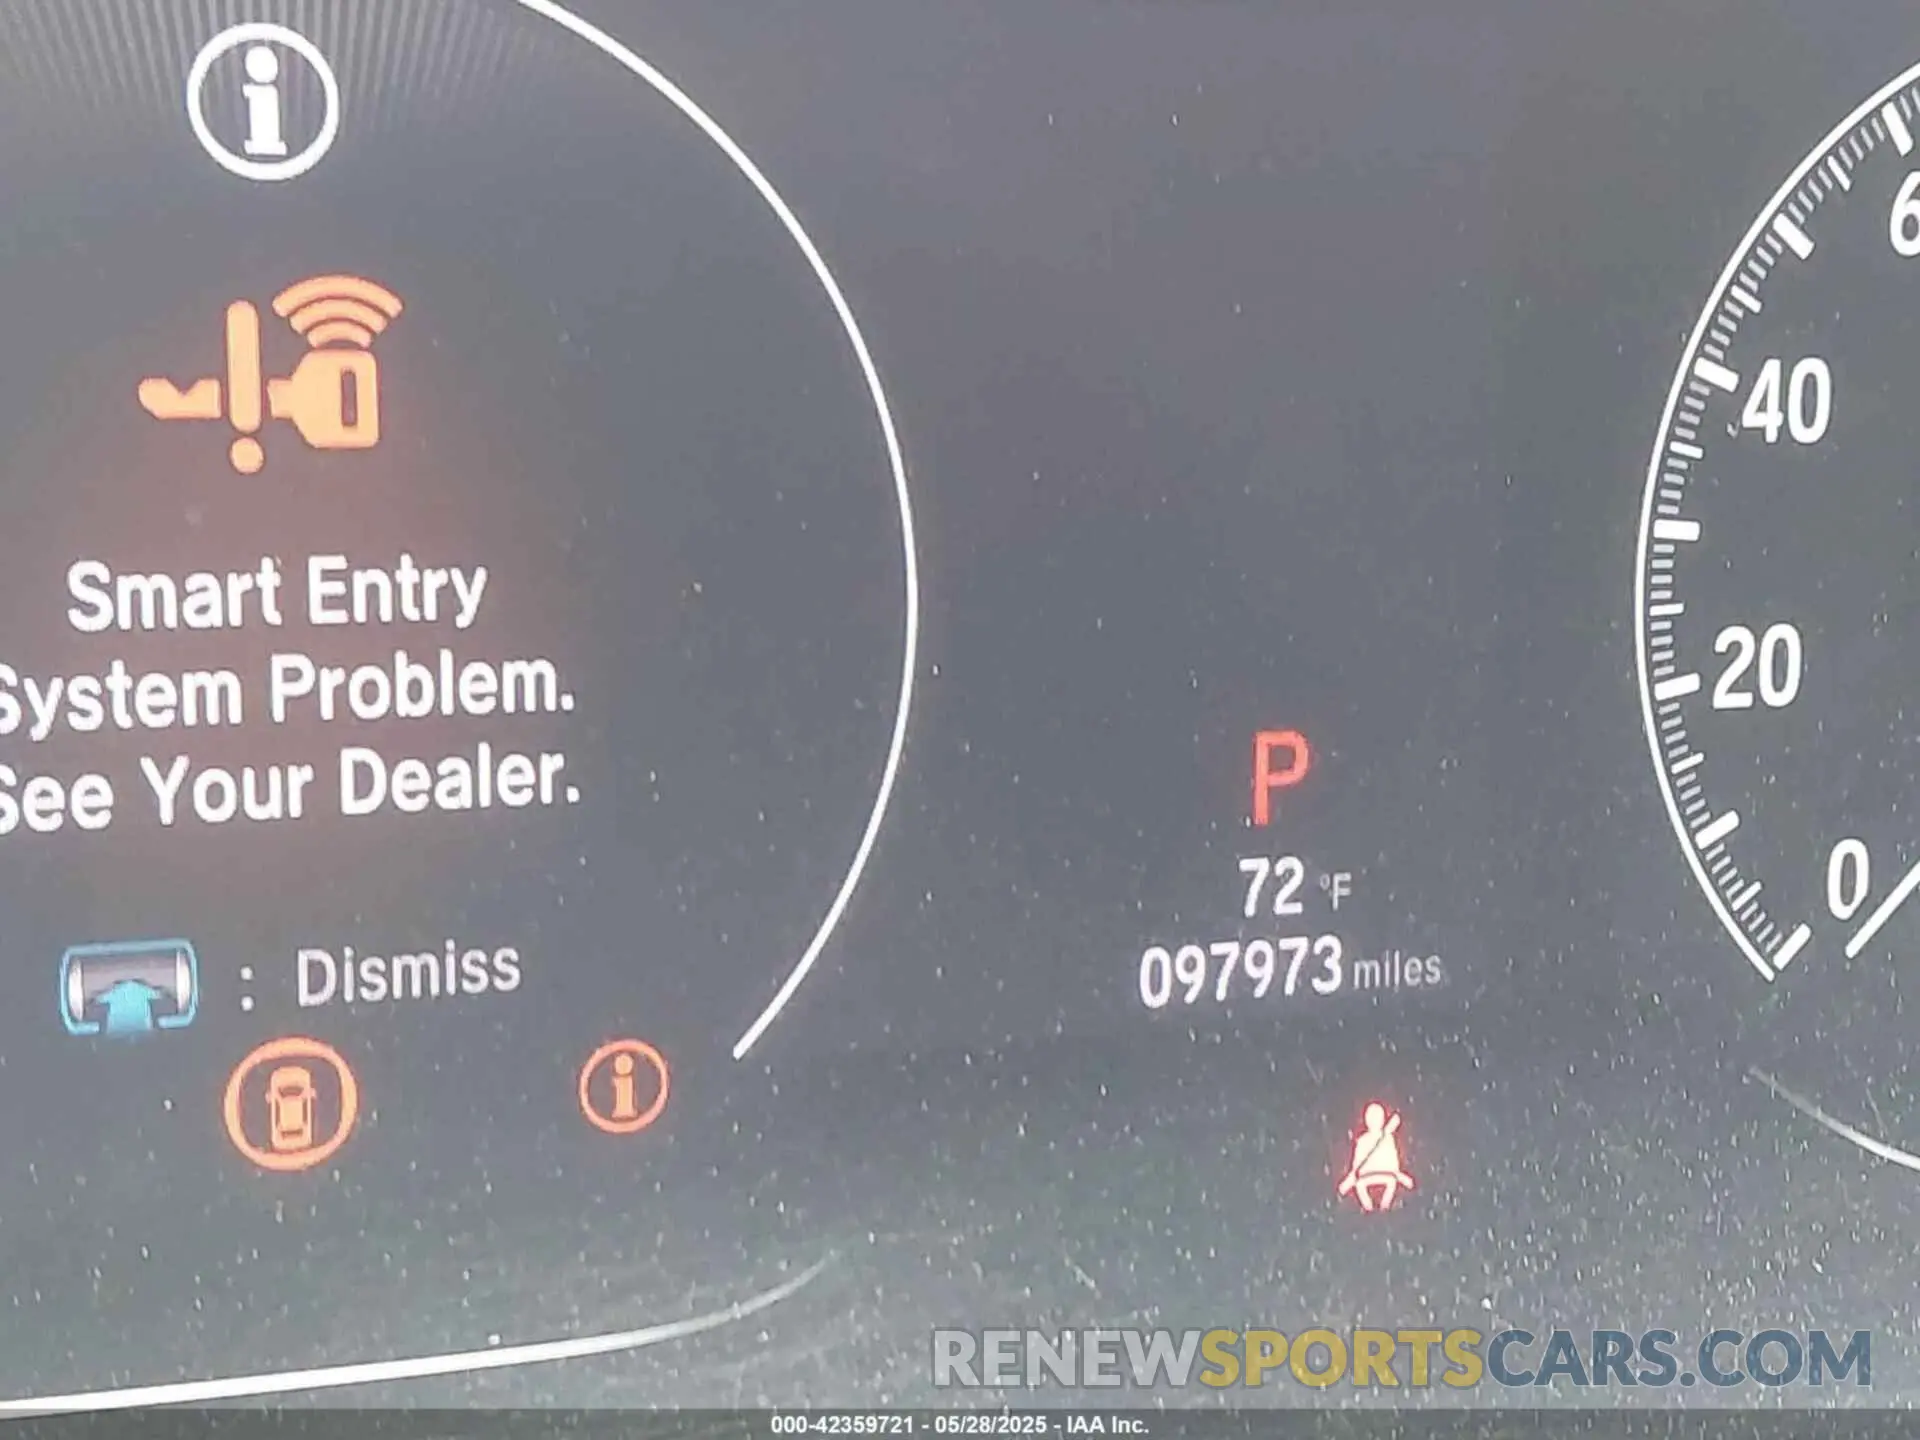 Smart Entry
System Problem.
See Your Dealer.
: Dismiss
P
72 °F
097973 miles
6
40
20
0
RENEWSPORTSCARS.COM
000-42359721 - 05/28/2025 - IAA Inc.